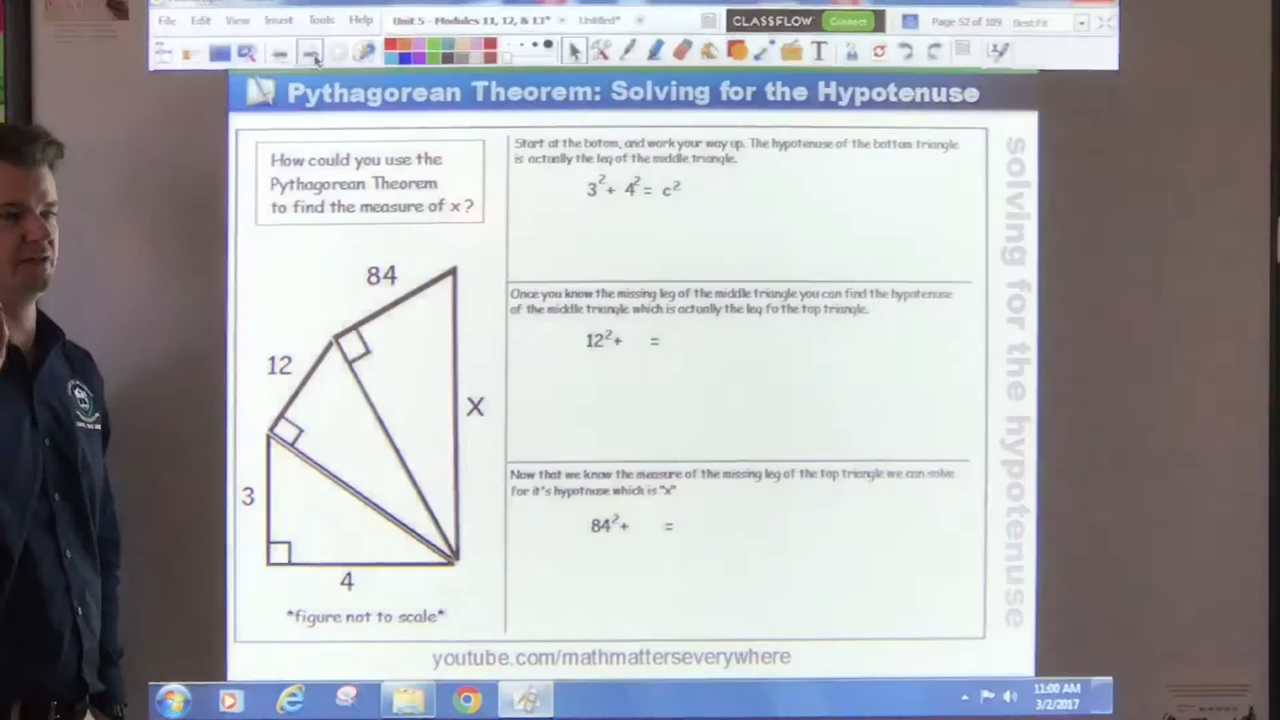 File Edit View Insert Tools Help
Unit 5 - Modules 11, 12, & 13*
Untitled*
CLASSFLOW Connect
Page 52 of 109
Best Fit
T
Pythagorean Theorem: Solving for the Hypotenuse
How could you use the
Pythagorean Theorem
to find the measure of x?
84
12
X
3
4
*figure not to scale*
Start at the botom, and work your way up. The hypotenuse of the bottom triangle
is actually the leg of the middle triangle.
3²+ 4²= c²
Once you know the missing leg of the middle triangle you can find the hypotenuse
of the middle triangle which is actually the leg fo the top triangle.
12²+ =
Now that we know the measure of the missing leg of the top triangle we can solve
for it's hypotnuse which is "x"
84²+ =
solving for the hypotenuse
youtube.com/mathmatterseverywhere
11:00 AM
3/2/2017